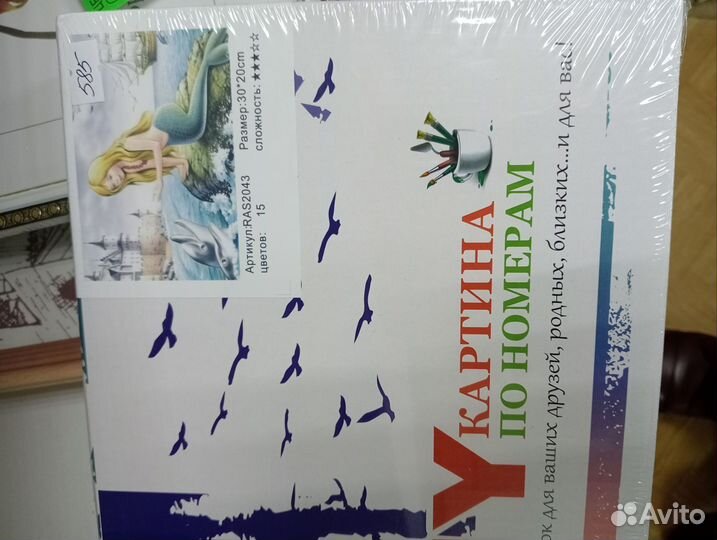 585
Артикул:RAS2043 Размер:30*20cm
цветов: 15 сложность:★★★☆☆
КАРТИНА
ПО НОМЕРАМ
для ваших друзей, родных, близких...и для вас!
Avito